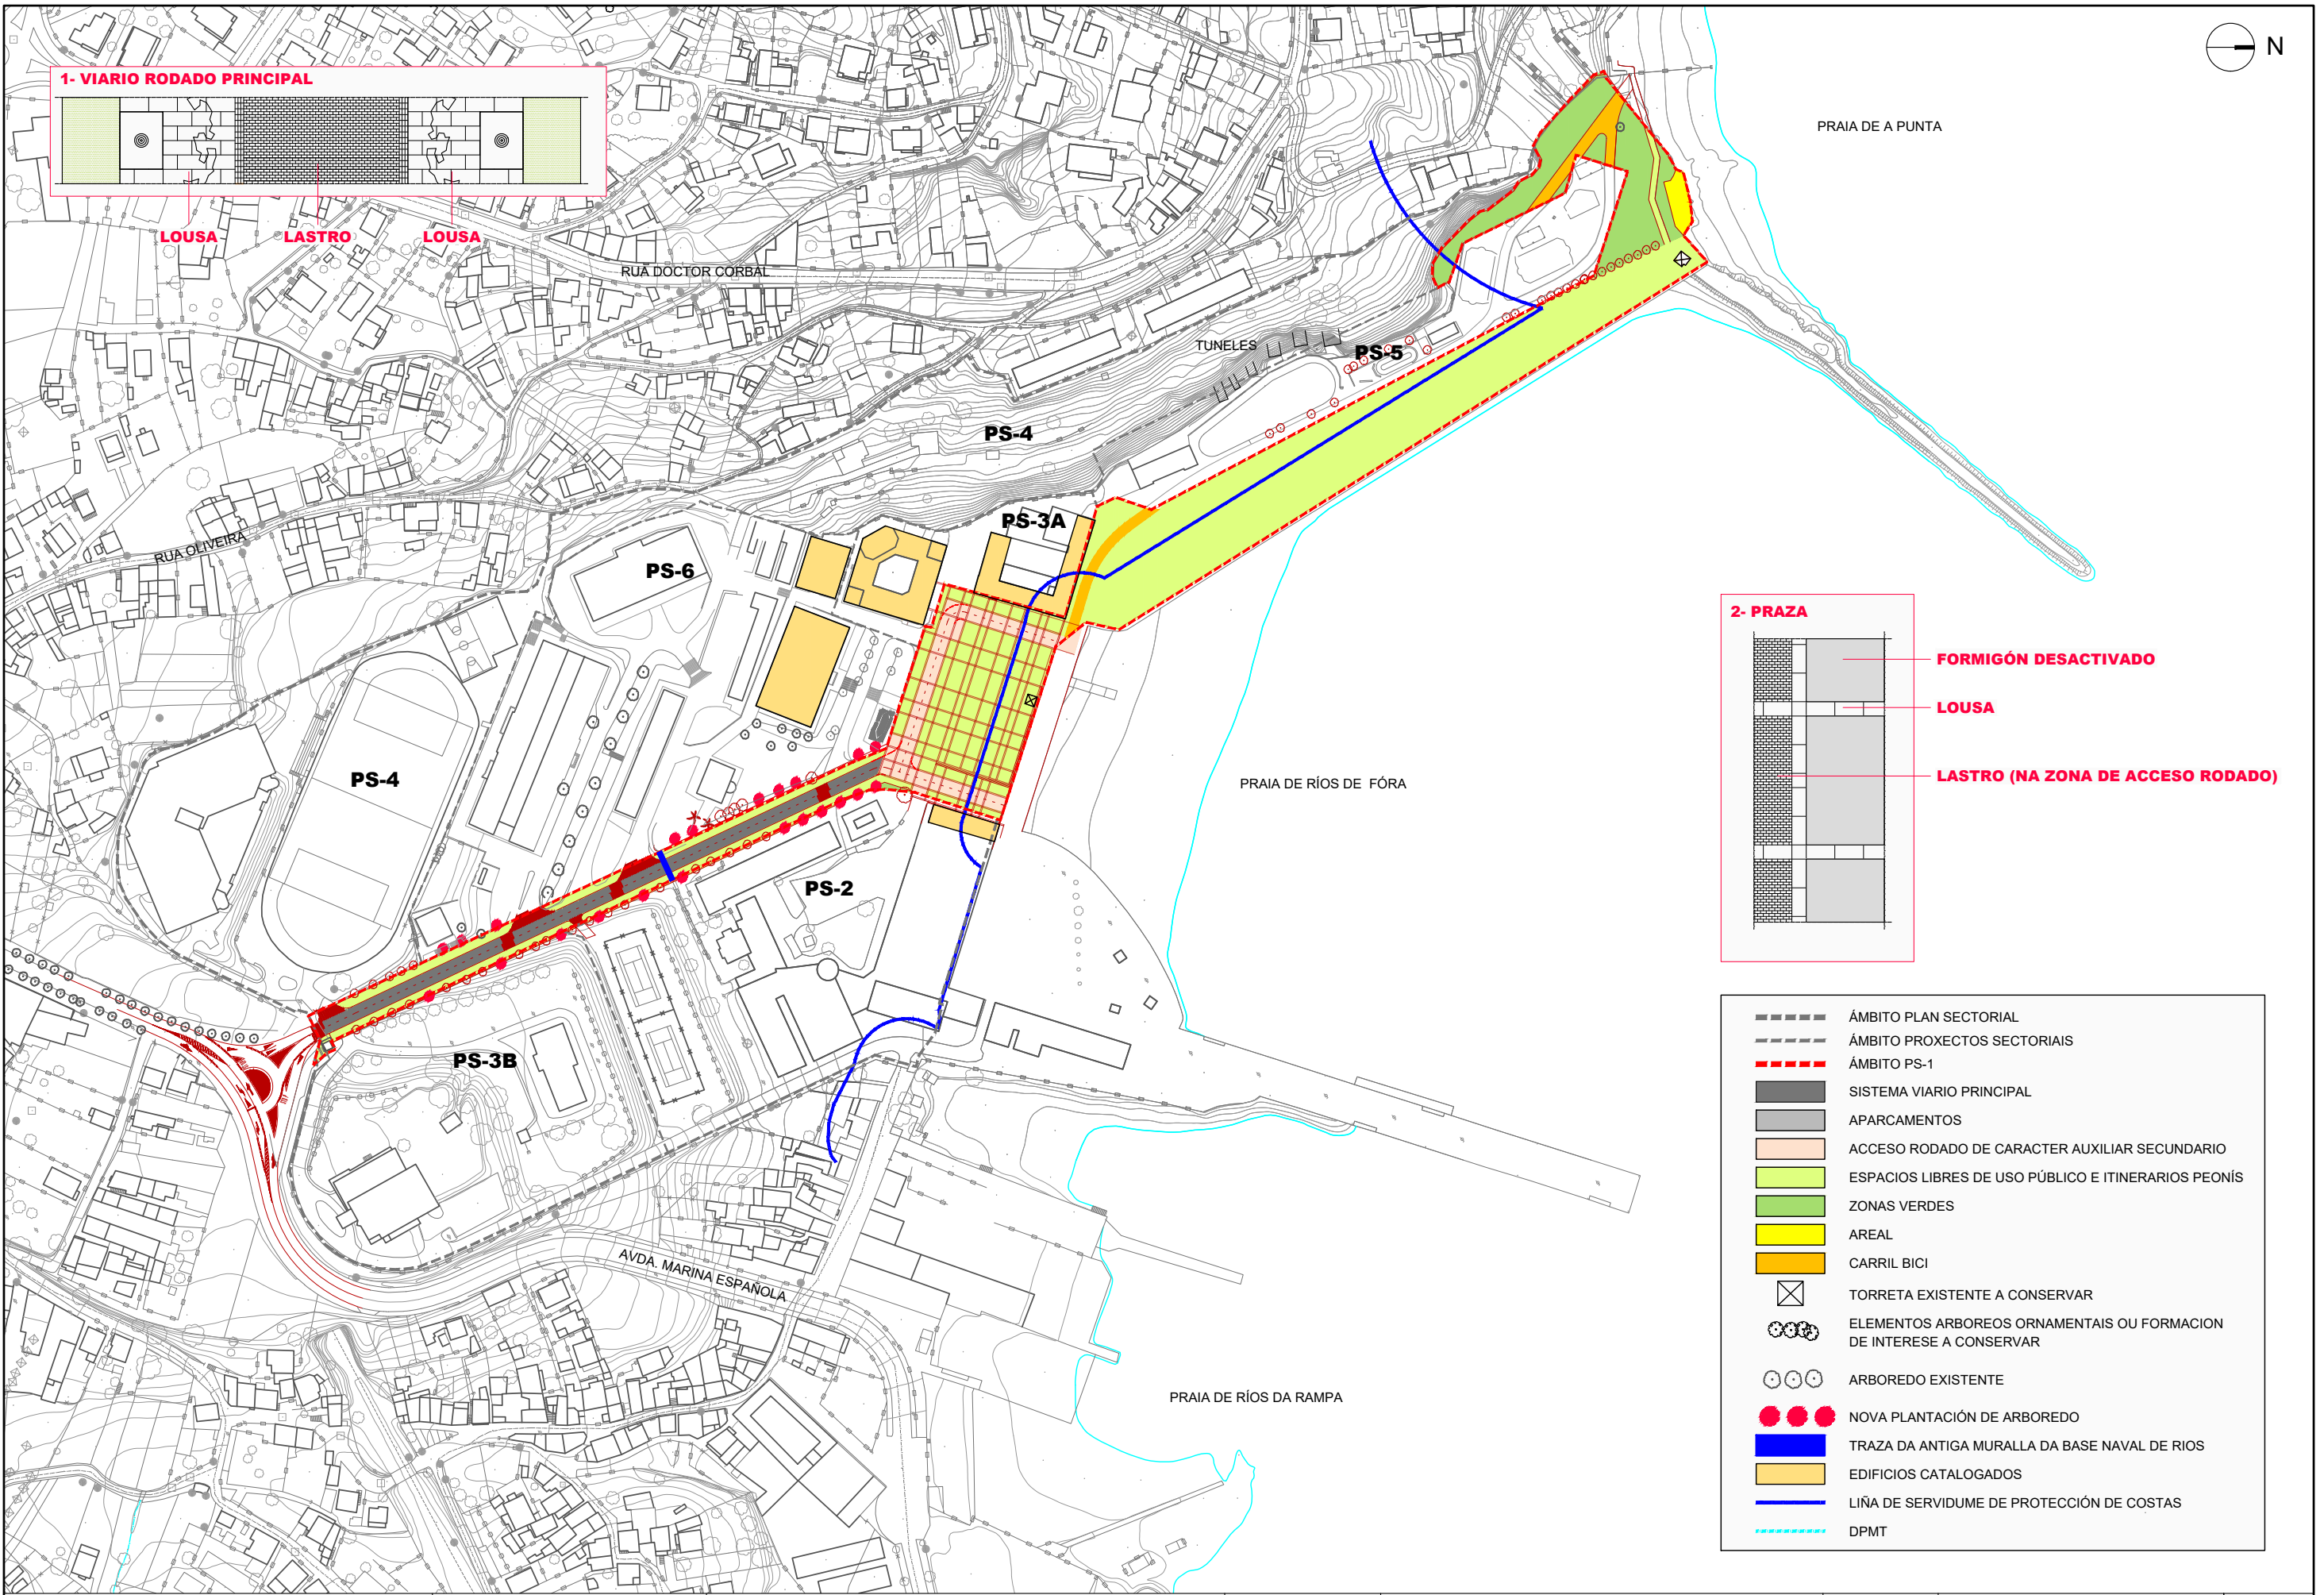 N
1- VIARIO RODADO PRINCIPAL
LOUSA
LASTRO
LOUSA
PRAIA DE A PUNTA
RUA DOCTOR CORBAL
TUNELES
PS-5
PS-4
PS-3A
RUA OLIVEIRA
PS-6
PS-4
PRAIA DE RÍOS DE FÓRA
PS-2
PS-3B
AVDA. MARINA ESPAÑOLA
PRAIA DE RÍOS DA RAMPA
2- PRAZA
FORMIGÓN DESACTIVADO
LOUSA
LASTRO (NA ZONA DE ACCESO RODADO)
ÁMBITO PLAN SECTORIAL
ÁMBITO PROXECTOS SECTORIAIS
ÁMBITO PS-1
SISTEMA VIARIO PRINCIPAL
APARCAMENTOS
ACCESO RODADO DE CARACTER AUXILIAR SECUNDARIO
ESPACIOS LIBRES DE USO PÚBLICO E ITINERARIOS PEONÍS
ZONAS VERDES
AREAL
CARRIL BICI
TORRETA EXISTENTE A CONSERVAR
ELEMENTOS ARBOREOS ORNAMENTAIS OU FORMACION
DE INTERESE A CONSERVAR
ARBOREDO EXISTENTE
NOVA PLANTACIÓN DE ARBOREDO
TRAZA DA ANTIGA MURALLA DA BASE NAVAL DE RIOS
EDIFICIOS CATALOGADOS
LIÑA DE SERVIDUME DE PROTECCIÓN DE COSTAS
DPMT